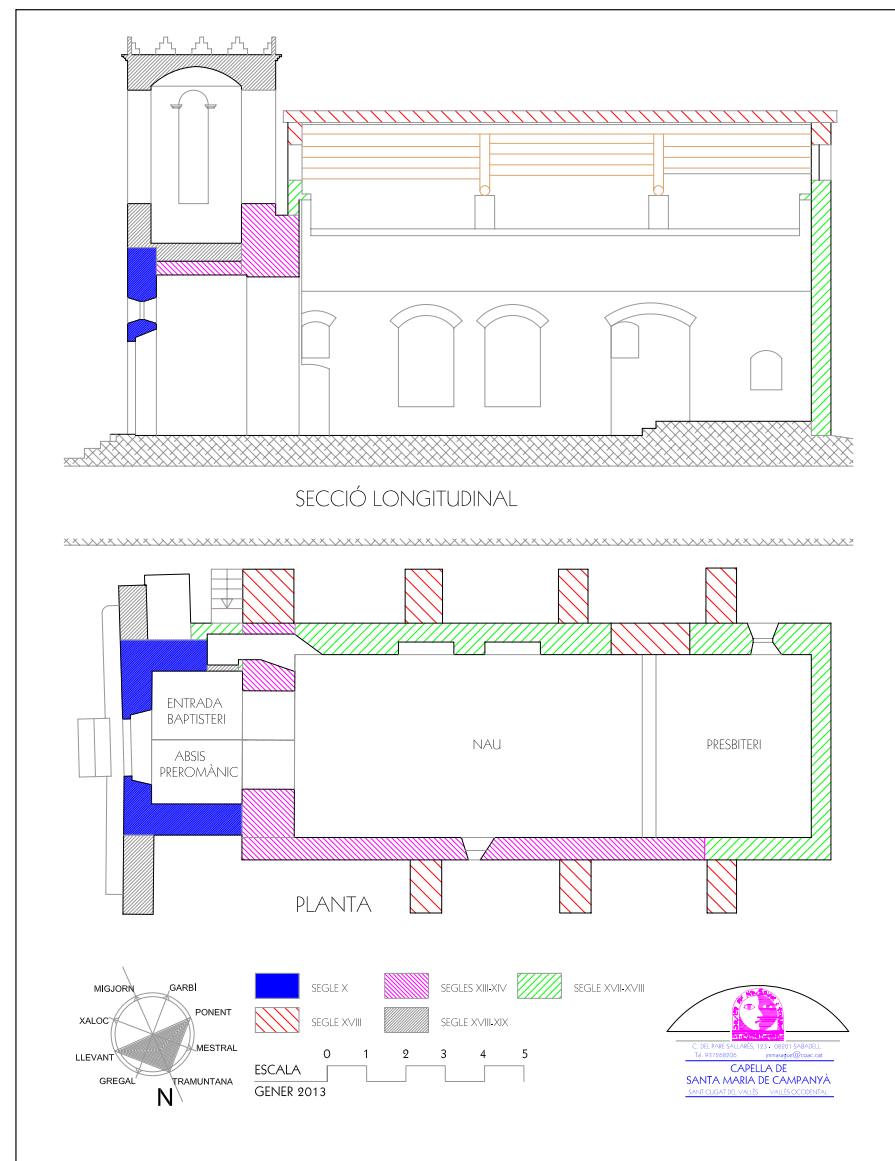 SECCIÓ LONGITUDINAL
ENTRADA
BAPTISTERI
ABSIS
PREROMÀNIC
NAU
PRESBITERI
PLANTA
MIGJORN
GARBÍ
XALOC
PONENT
LLEVANT
MESTRAL
GREGAL
TRAMUNTANA
N
SEGLE X
SEGLES XIII-XIV
SEGLE XVII-XVIII
SEGLE XVIII
SEGLE XVIII-XIX
ESCALA
0 1 2 3 4 5
GENER 2013
C. DEL PARE SALLARÈS, 123 - 08201 SABADELL
Tel. 937268206
CAPELLA DE
SANTA MARIA DE CAMPANYÀ
SANT CUGAT DEL VALLÈS VALLÈS OCCIDENTAL